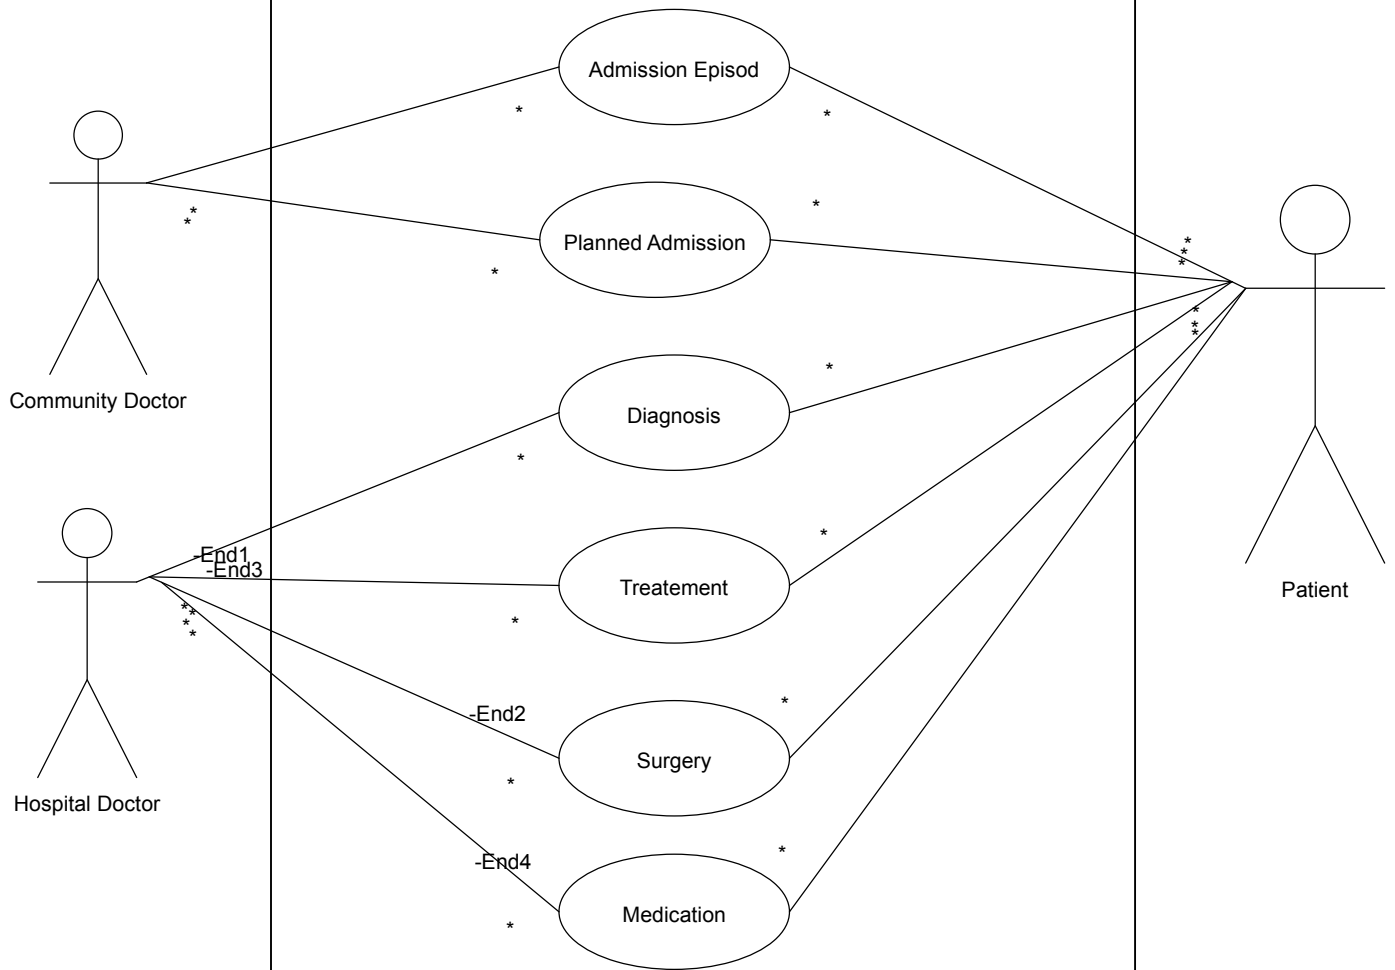 Admission Episod
*
*
*
*
*
Planned Admission
*
*
*
*
*
*
*
Community Doctor
*
Diagnosis
*
-End1
-End3
*
Treatement
Patient
*
*
*
*
*
-End2
*
Surgery
*
Hospital Doctor
*
-End4
Medication
*